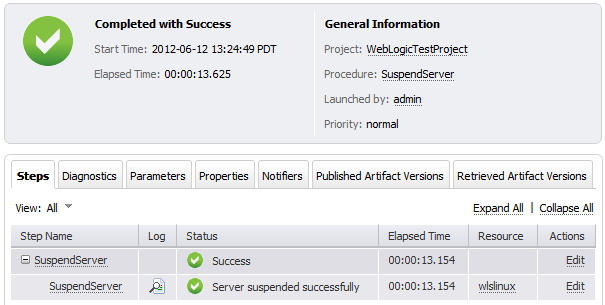 Completed with Success
Start Time: 2012-06-12 13:24:49 PDT
Elapsed Time: 00:00:13.625
General Information
Project: WebLogicTestProject
Procedure: SuspendServer
Launched by: admin
Priority: normal
Steps Diagnostics Parameters Properties Notifiers Published Artifact Versions Retrieved Artifact Versions
View: All Expand All | Collapse All
Step Name Log Status Elapsed Time Resource Actions
SuspendServer Success 00:00:13.154 Edit
SuspendServer Server suspended successfully 00:00:13.154 wlslinux Edit